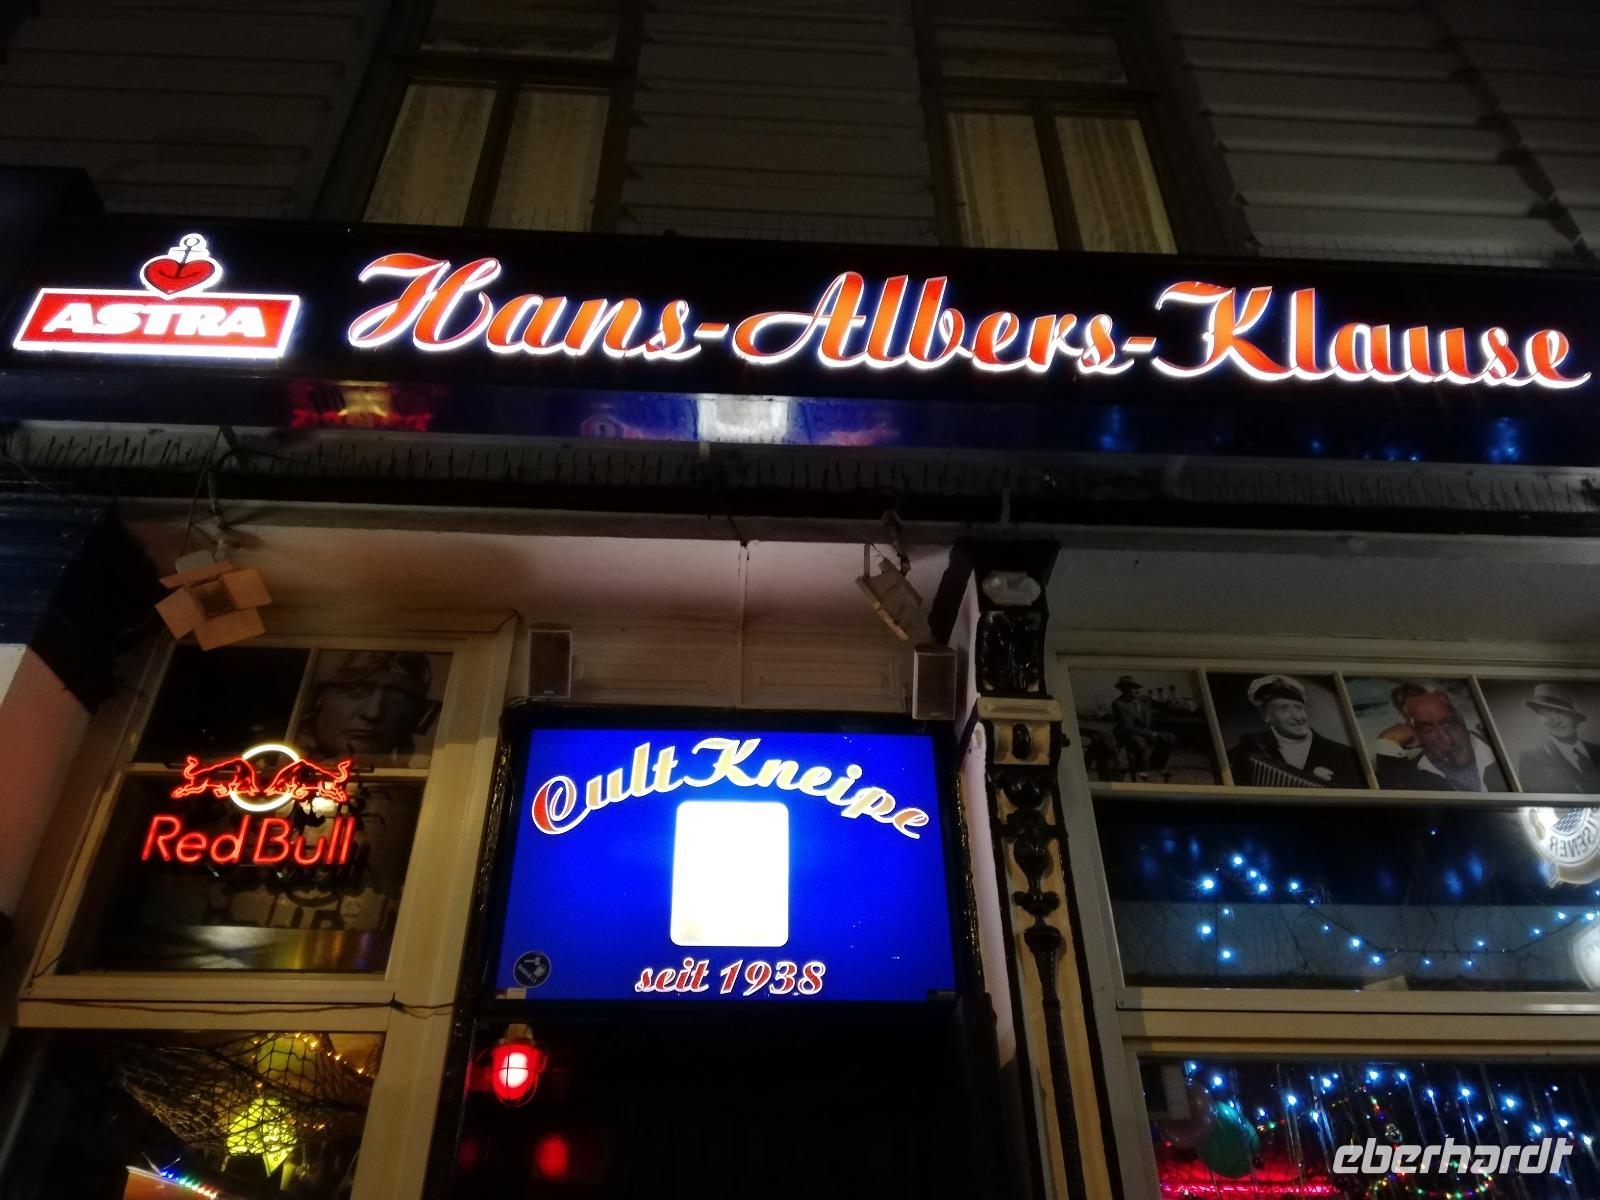 ASTRA
Hans-Albers-Klause
CultKneipe
Red Bull
seit 1938
eberhardt